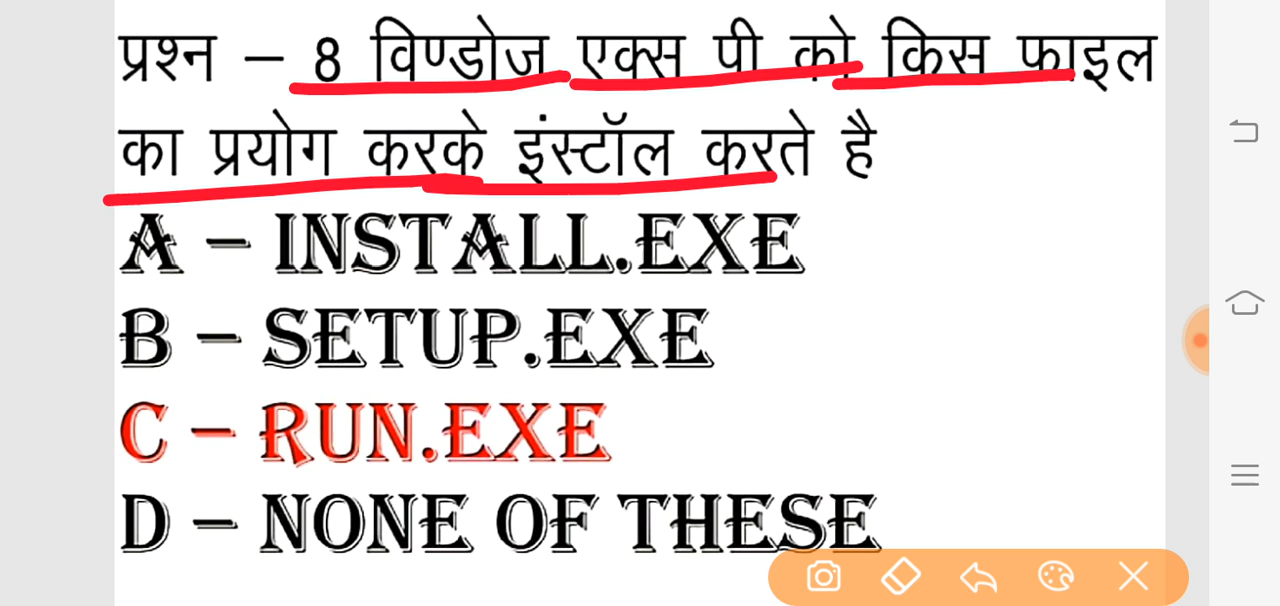 प्रश्न – 8 विण्डोज एक्स पी को किस फाइल
का प्रयोग करके इंस्टॉल करते है
A – INSTALL.EXE
B – SETUP.EXE
C – RUN.EXE
D – NONE OF THESE